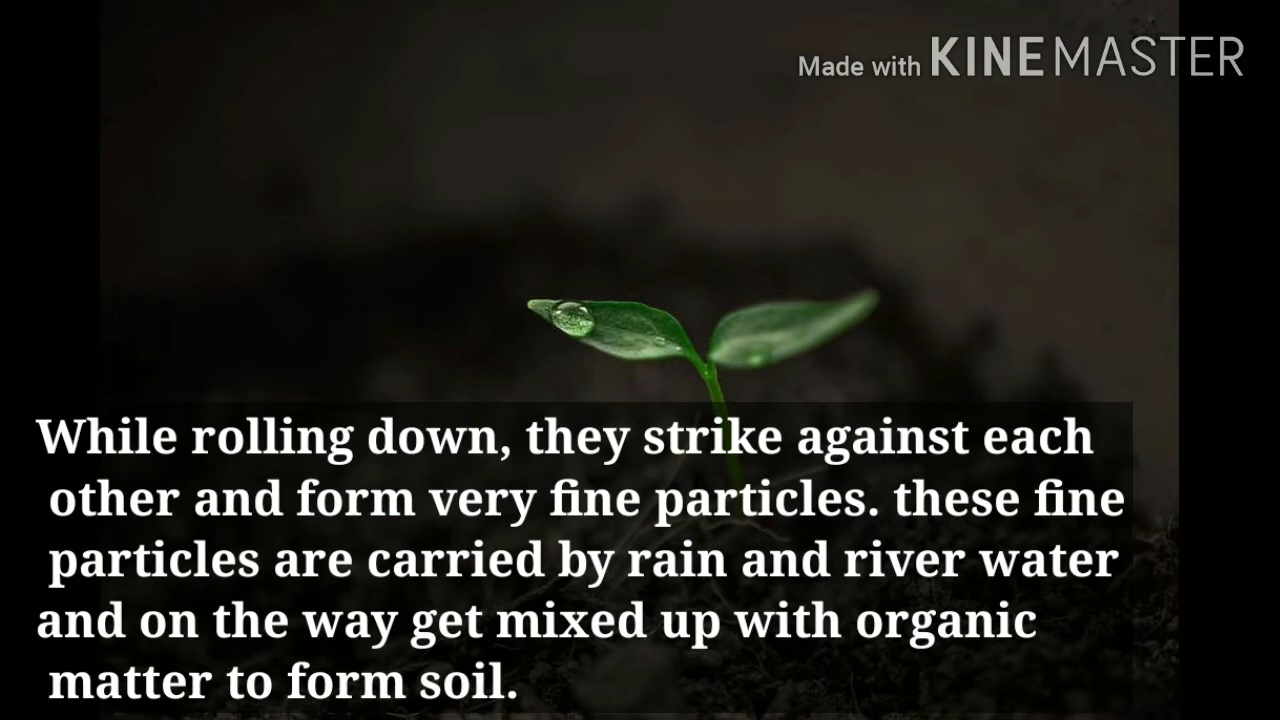 Made with KINEMASTER
While rolling down, they strike against each
other and form very fine particles. these fine
particles are carried by rain and river water
and on the way get mixed up with organic
matter to form soil.